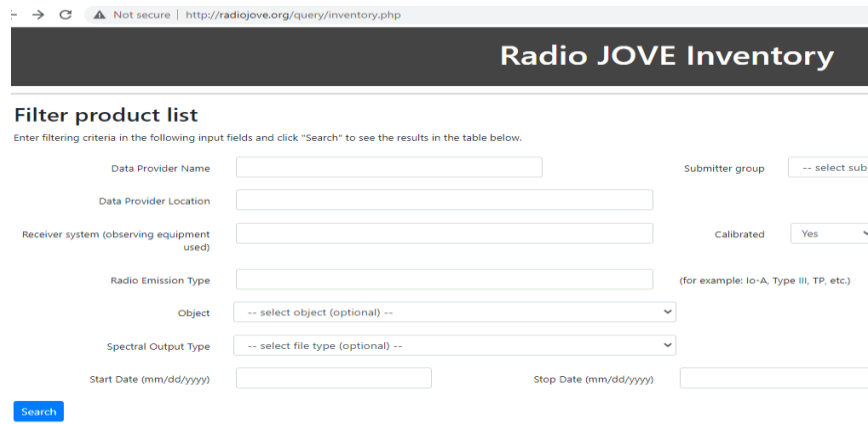 Not secure | http://radiojove.org/query/inventory.php
Radio JOVE Inventory
Filter product list
Enter filtering criteria in the following input fields and click "Search" to see the results in the table below.
Data Provider Name
Submitter group -- select sub
Data Provider Location
Receiver system (observing equipment
used)
Calibrated Yes
Radio Emission Type
(for example: Io-A, Type III, TP, etc.)
Object -- select object (optional) --
Spectral Output Type -- select file type (optional) --
Start Date (mm/dd/yyyy)
Stop Date (mm/dd/yyyy)
Search